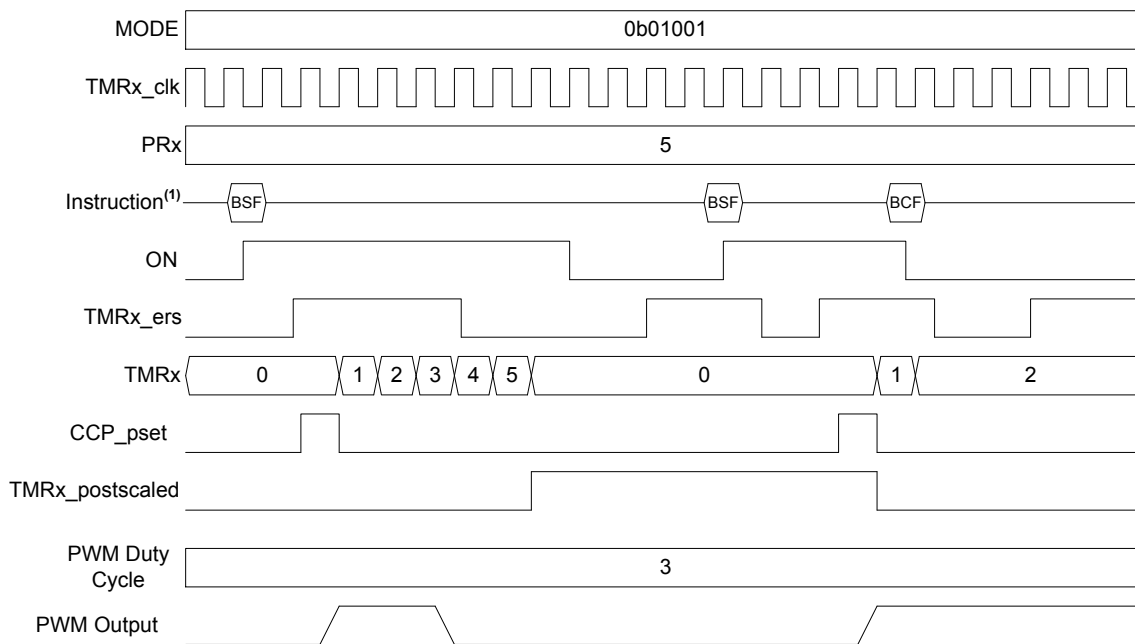 MODE
0b01001
TMRx_clk
PRx
5
Instruction(1)
BSF
BSF
BCF
ON
TMRx_ers
TMRx
0
1
2
3
4
5
0
1
2
CCP_pset
TMRx_postscaled
PWM Duty
Cycle
3
PWM Output